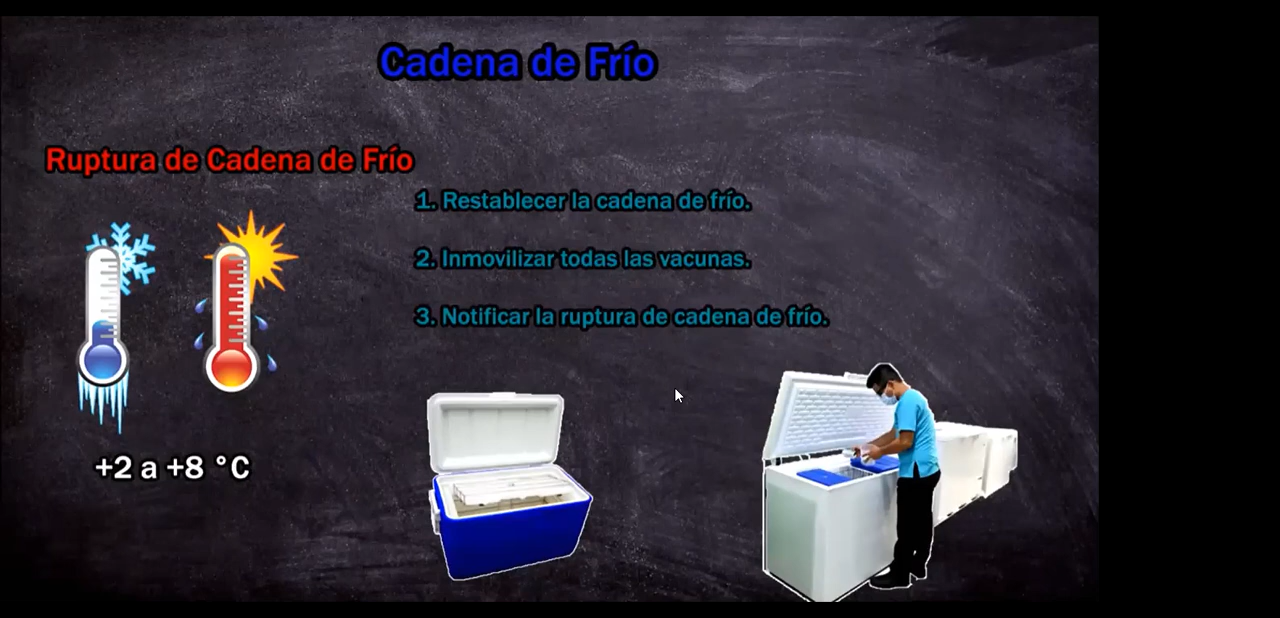 Cadena de Frío
Ruptura de Cadena de Frío
1. Restablecer la cadena de frío.
2. Inmovilizar todas las vacunas.
3. Notificar la ruptura de cadena de frío.
+2 a +8 °C